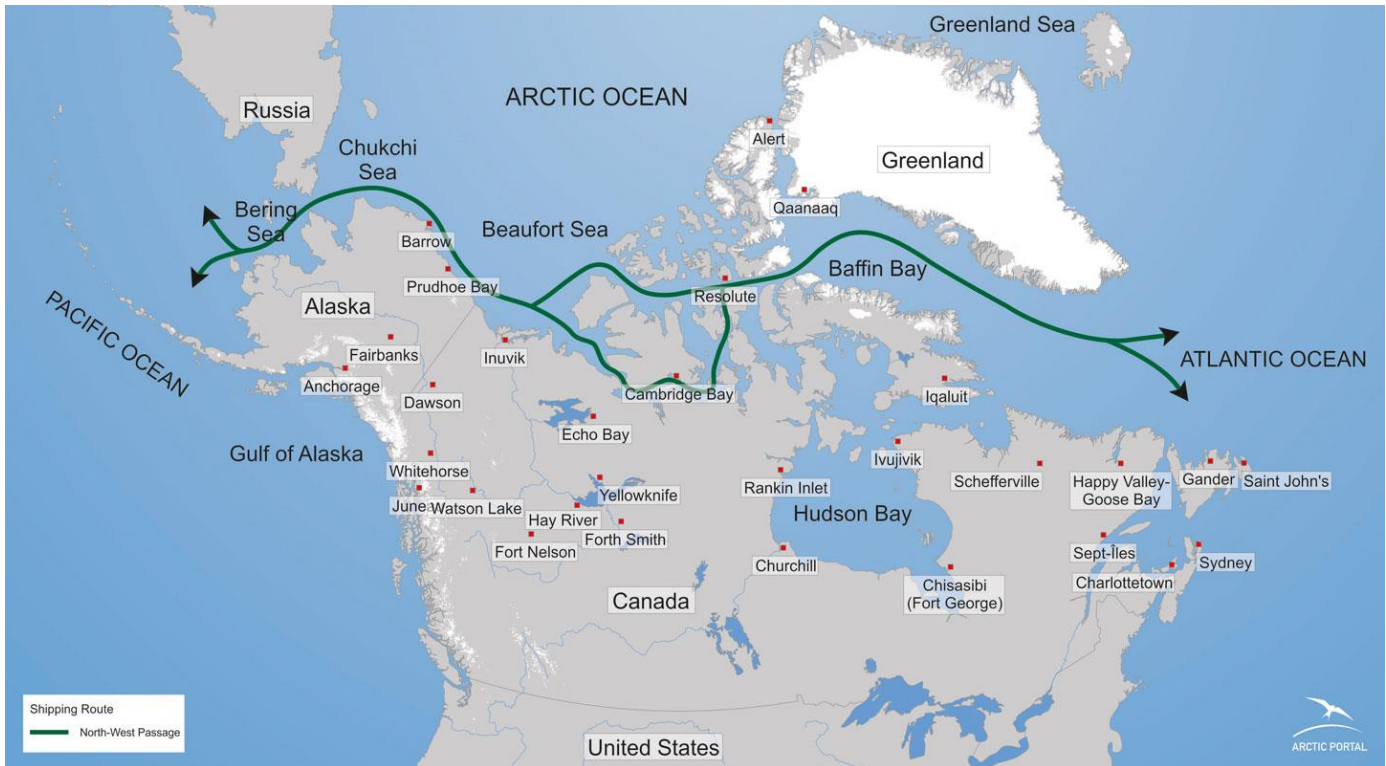 Greenland Sea
ARCTIC OCEAN
Russia
Alert
Greenland
Chukchi
Sea
Qaanaaq
Bering
Sea
Beaufort Sea
Barrow
Baffin Bay
Prudhoe Bay
Resolute
PACIFIC OCEAN
Alaska
Fairbanks
Inuvik
ATLANTIC OCEAN
Anchorage
Dawson
Cambridge Bay
Iqaluit
Echo Bay
Gulf of Alaska
Whitehorse
Ivujivik
Rankin Inlet
Schefferville
Happy Valley-
Goose Bay
Gander
Saint John's
Yellowknife
Junea
Watson Lake
Hay River
Hudson Bay
Fort Nelson
Forth Smith
Churchill
Sept-Îles
Sydney
Charlottetown
Chisasibi
(Fort George)
Canada
Shipping Route
North-West Passage
United States
ARCTIC PORTAL